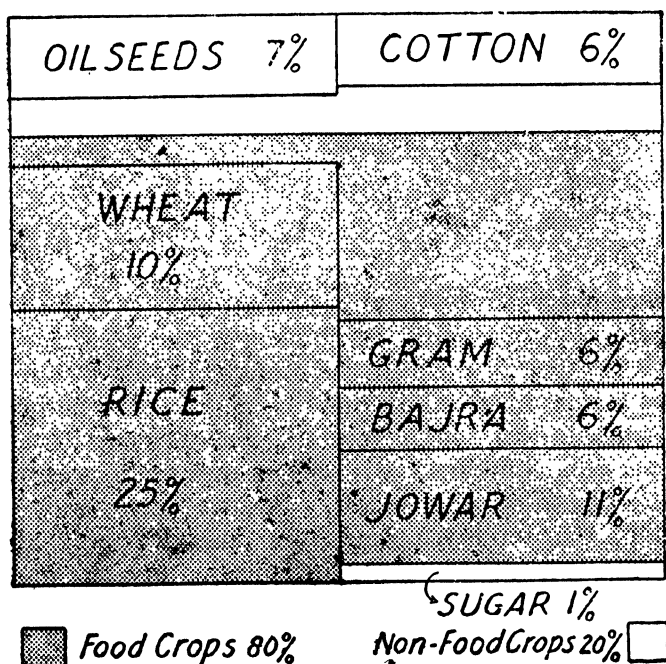 OILSEEDS 7%
COTTON 6%
WHEAT
10%
RICE
25%
GRAM 6%
BAJRA 6%
JOWAR 11%
SUGAR 1%
Food Crops 80%
Non-Food Crops 20%